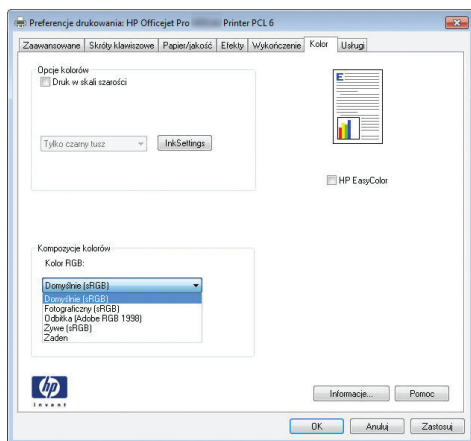 Preferencje drukowania: HP Officejet Pro Printer PCL 6
Zaawansowane Skróty klawiszowe Papier/jakość Efekty Wykończenie Kolor Usługi
Opcje kolorów
Druk w skali szarości
Tylko czarny tusz InkSettings
HP EasyColor
Kompozycje kolorów
Kolor RGB:
Domyślnie (sRGB)
Domyślnie (sRGB)
Fotograficzny (sRGB)
Odbitka (Adobe RGB 1998)
Żywe (sRGB)
Żaden
hp
invent
Informacje... Pomoc
OK Anuluj Zastosuj